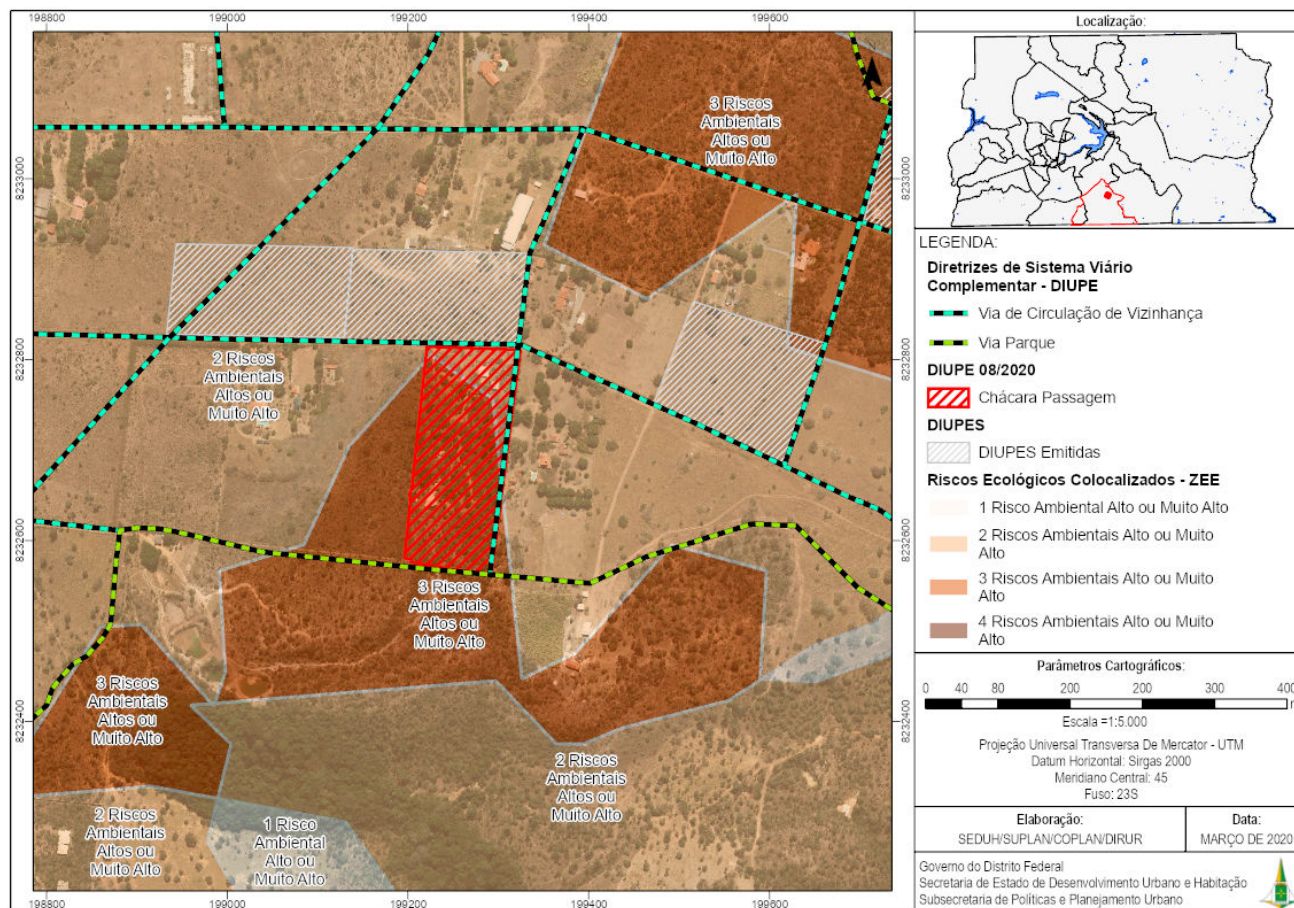 198800
199000
199200
199400
199600
8233000
8232800
8232600
8232400
8233000
8232800
8232600
8232400
3 Riscos
Ambientais
Altos ou
Muito Alto
2 Riscos
Ambientais
Altos ou
Muito Alto
3 Riscos
Ambientais
Altos ou
Muito Alto
3 Riscos
Ambientais
Altos ou
Muito Alto
2 Riscos
Ambientais
Altos ou
Muito Alto
2 Riscos
Ambientais
Altos ou
Muito Alto
1 Risco
Ambiental
Alto ou
Muito Alto
198800
199000
199200
199400
199600
Localização:
LEGENDA:
Diretrizes de Sistema Viário
Complementar - DIUPE
Via de Circulação de Vizinhança
Via Parque
DIUPE 08/2020
Chácara Passagem
DIUPES
DIUPES Emitidas
Riscos Ecológicos Colocalizados - ZEE
1 Risco Ambiental Alto ou Muito Alto
2 Riscos Ambientais Alto ou Muito
Alto
3 Riscos Ambientais Alto ou Muito
Alto
4 Riscos Ambientais Alto ou Muito
Alto
Parâmetros Cartográficos:
0 40 80 200 200 300 400
Escala =1:5.000
Projeção Universal Transversa De Mercator - UTM
Datum Horizontal: Sirgas 2000
Meridiano Central: 45
Fuso: 23S
Elaboração:
SEDUH/SUPLAN/COPLAN/DIRUR
Data:
MARÇO DE 2020
Governo do Distrito Federal
Secretaria de Estado de Desenvolvimento Urbano e Habitação
Subsecretaria de Políticas e Planejamento Urbano